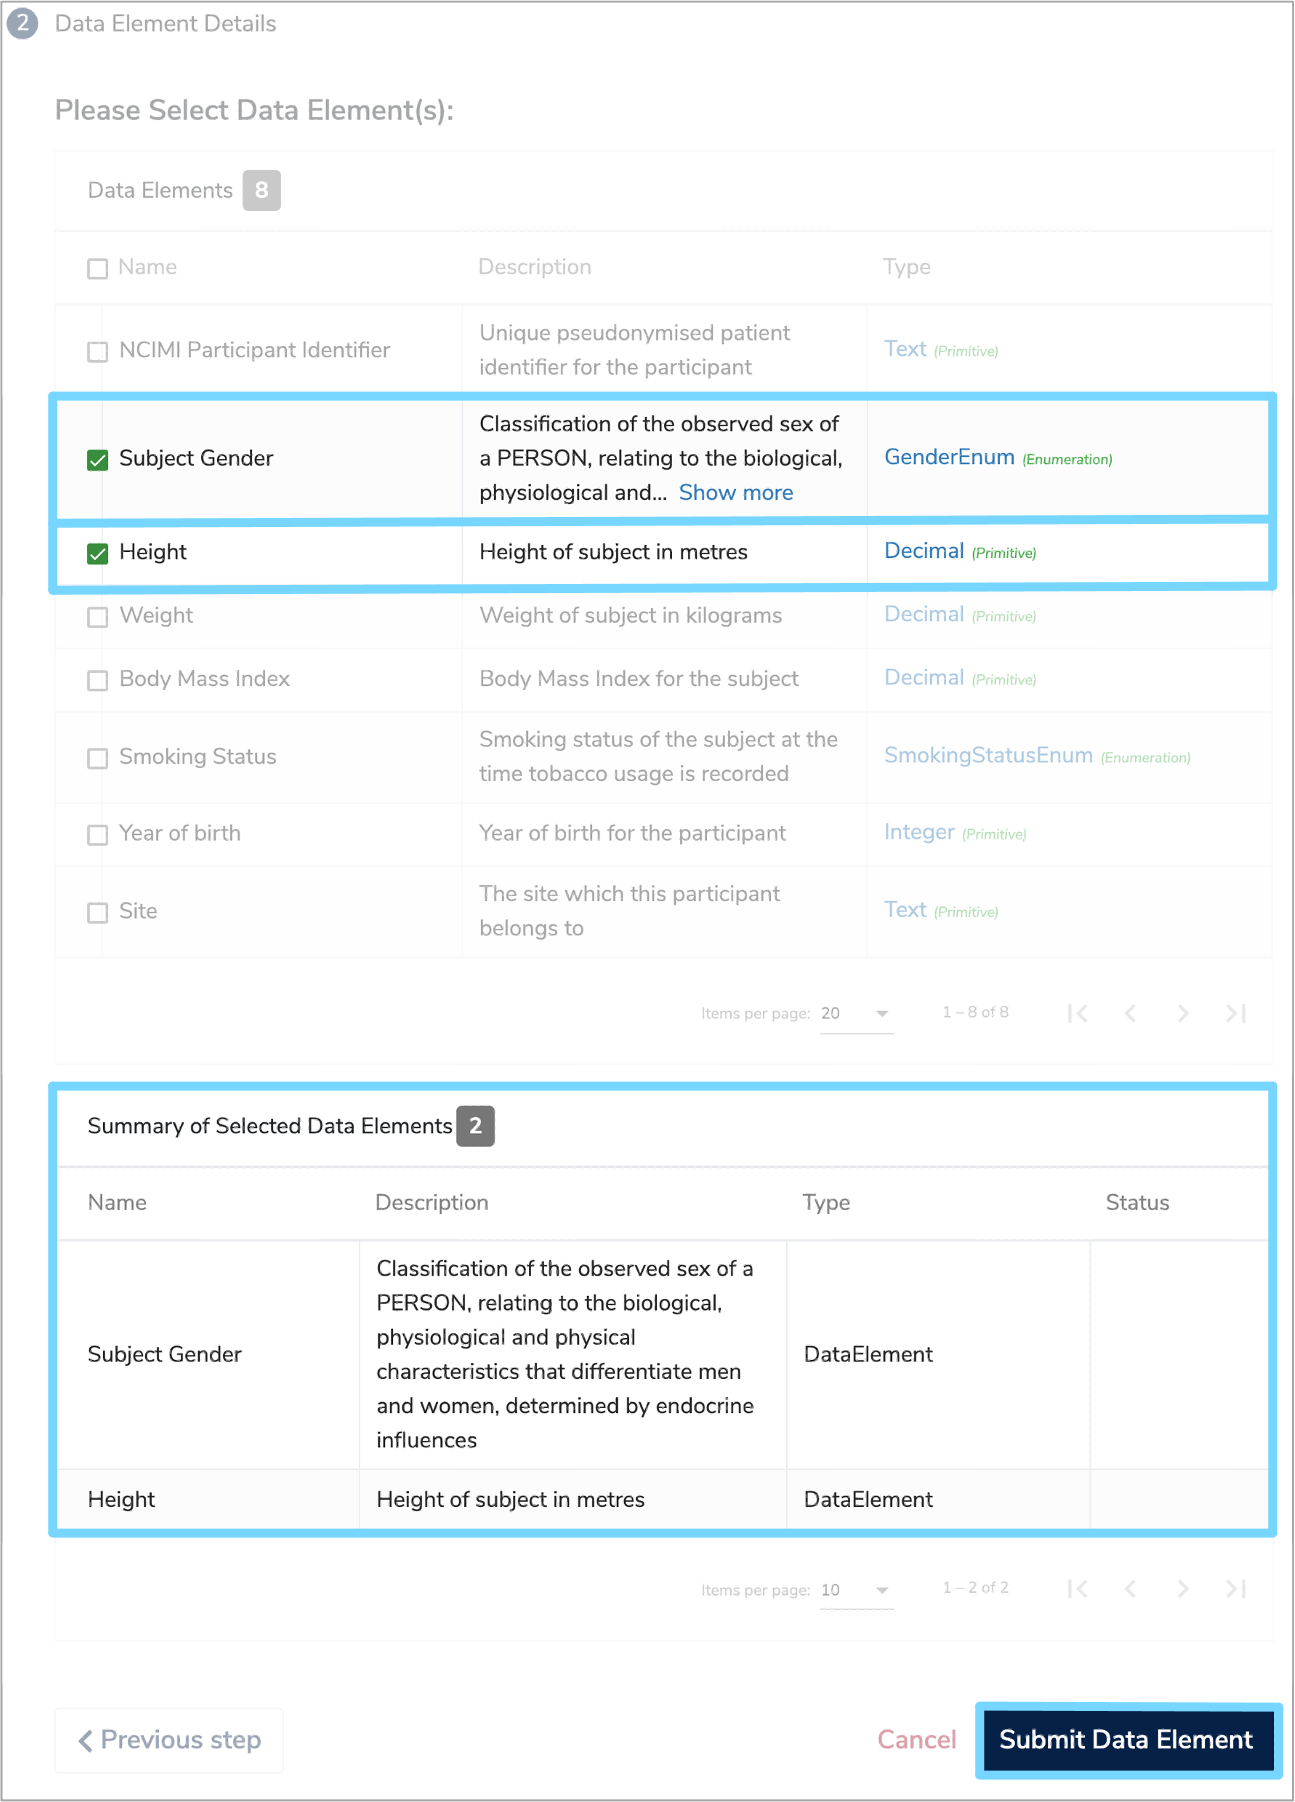 2 Data Element Details
Please Select Data Element(s):
Data Elements 8
Name Description Type
NCIMI Participant Identifier
Unique pseudonymised patient
identifier for the participant
Text (Primitive)
Subject Gender
Classification of the observed sex of
a PERSON, relating to the biological,
physiological and... Show more
GenderEnum (Enumeration)
Height Height of subject in metres Decimal (Primitive)
Weight Weight of subject in kilograms Decimal (Primitive)
Body Mass Index Body Mass Index for the subject Decimal (Primitive)
Smoking Status
Smoking status of the subject at the
time tobacco usage is recorded
SmokingStatusEnum (Enumeration)
Year of birth Year of birth for the participant Integer (Primitive)
Site
The site which this participant
belongs to
Text (Primitive)
Items per page: 20 1 – 8 of 8
Summary of Selected Data Elements 2
Name Description Type Status
Subject Gender
Classification of the observed sex of a
PERSON, relating to the biological,
physiological and physical
characteristics that differentiate men
and women, determined by endocrine
influences
DataElement
Height Height of subject in metres DataElement
Items per page: 10 1 – 2 of 2
Previous step Cancel Submit Data Element